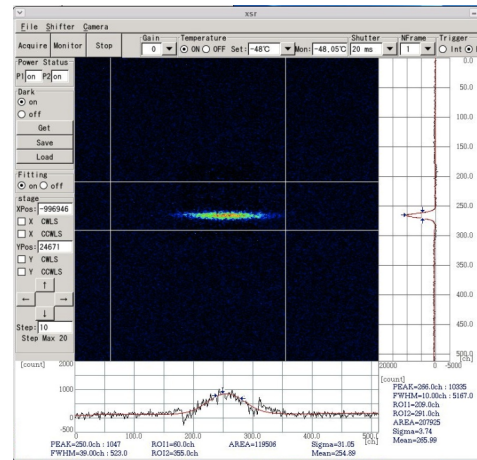 xsr
File Shifter Camera
Acquire Monitor Stop
Gain Temperature Shutter NFrame Trigger
0 ON OFF Set: -48℃ Mon: -48.05℃ 20 ms 1 Int
Power Status
P1 on P2 on
Dark
on
off
Get
Save
Load
Fitting
on off
stage
XPos: -996946
X CWLS
X CCWLS
YPos: 24671
Y CWLS
Y CCWLS
↑
← →
↓
Step: 10
Step Max 20
0.0
50.0
100.0
150.0
200.0
250.0
300.0
350.0
400.0
450.0
500.0
20000 0 -5000
[ch]
[count]
2000
1000
0
-500
0.0 100.0 200.0 300.0 400.0 500.0
[ch]
PEAK=250.0ch : 1047 ROI1=60.0ch AREA=119506 Sigma=31.05
FWHM=39.00ch : 523.0 ROI2=355.0ch Mean=254.69
[count]
PEAK=266.0ch : 10335
FWHM=10.00ch : 5167.0
ROI1=209.0ch
ROI2=291.0ch
AREA=207925
Sigma=3.74
Mean=265.99